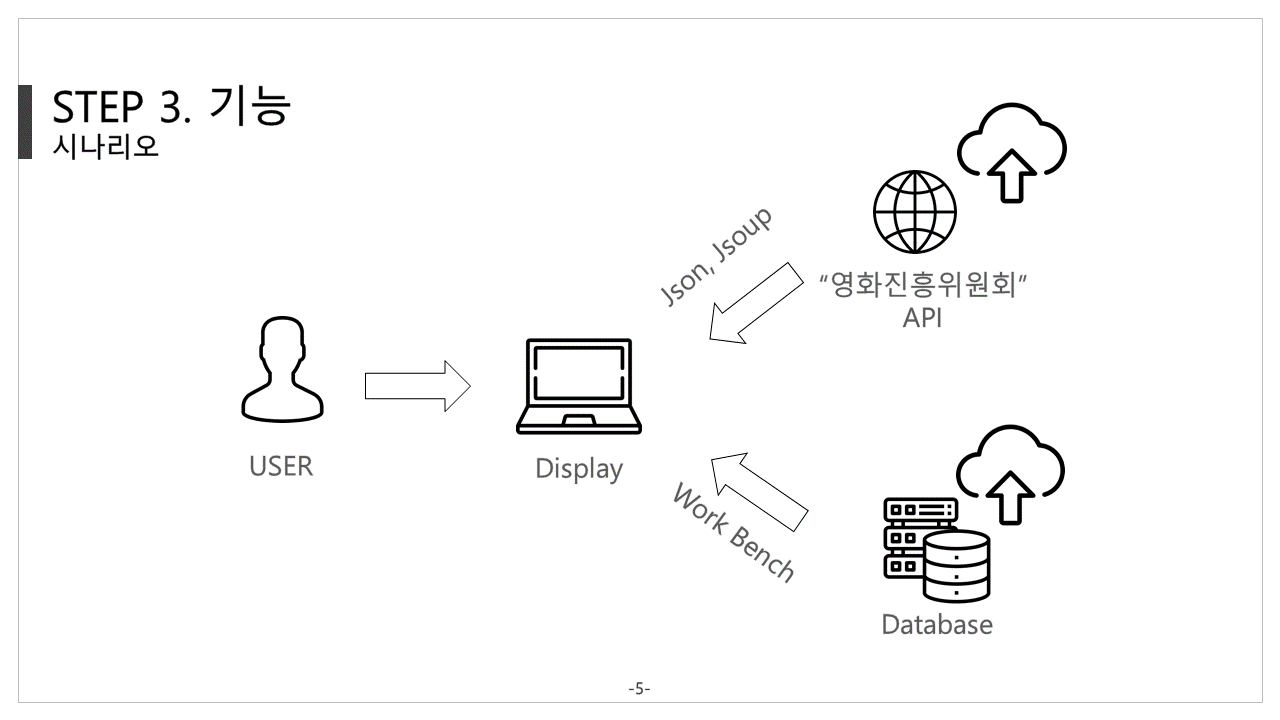 STEP 3. 기능
시나리오
Json, Jsoup
“영화진흥위원회”
API
USER
Display
Work Bench
Database
-5-